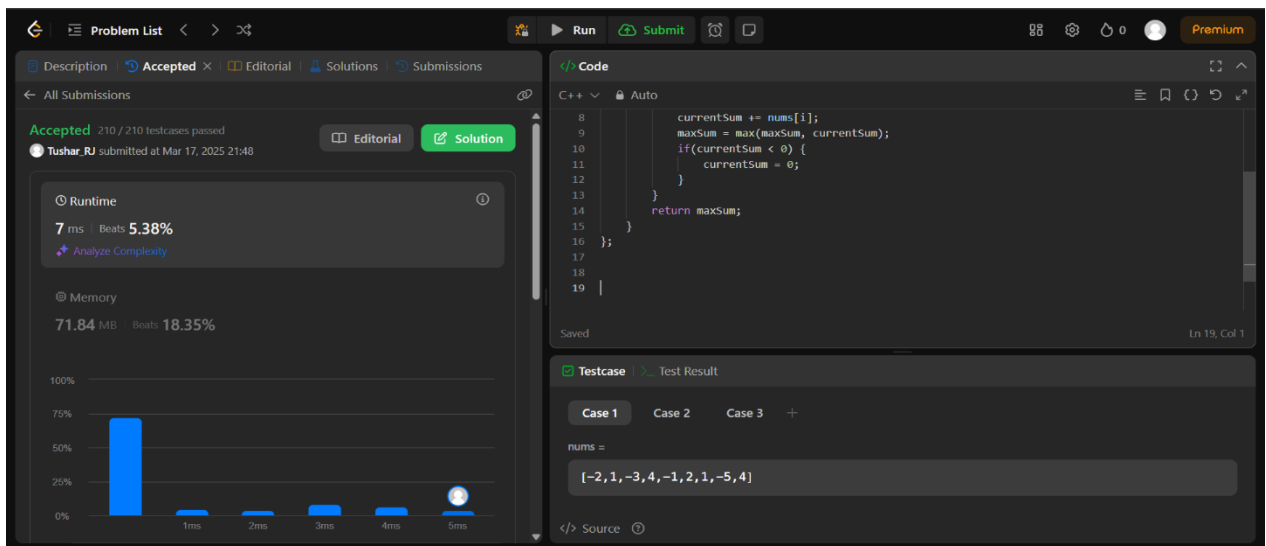 Problem List
Run
Submit
0
Premium
Description
Accepted
Editorial
Solutions
Submissions
All Submissions
Accepted 210 / 210 testcases passed
Tushar_RJ submitted at Mar 17, 2025 21:48
Editorial
Solution
Runtime
7 ms Beats 5.38%
Analyze Complexity
Memory
71.84 MB Beats 18.35%
100%
75%
50%
25%
0%
1ms 2ms 3ms 4ms 5ms
</> Code
C++ Auto
8 currentSum += nums[i];
9 maxSum = max(maxSum, currentSum);
10 if(currentSum < 0) {
11 currentSum = 0;
12 }
13 }
14 return maxSum;
15 }
16 };
17
18
19
Saved
Ln 19, Col 1
Testcase
>_ Test Result
Case 1 Case 2 Case 3 +
nums =
[-2,1,-3,4,-1,2,1,-5,4]
</> Source